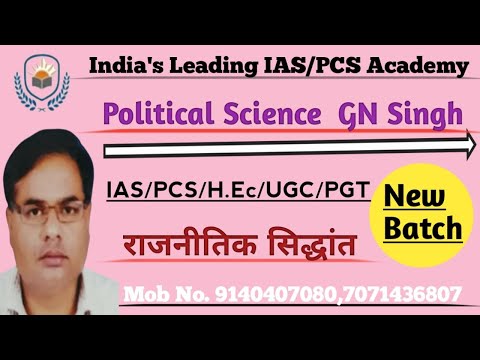 India's Leading IAS/PCS Academy
Political Science GN Singh
IAS/PCS/H.Ec/UGC/PGT
New
Batch
राजनीतिक सिद्धांत
Mob No. 9140407080,7071436807